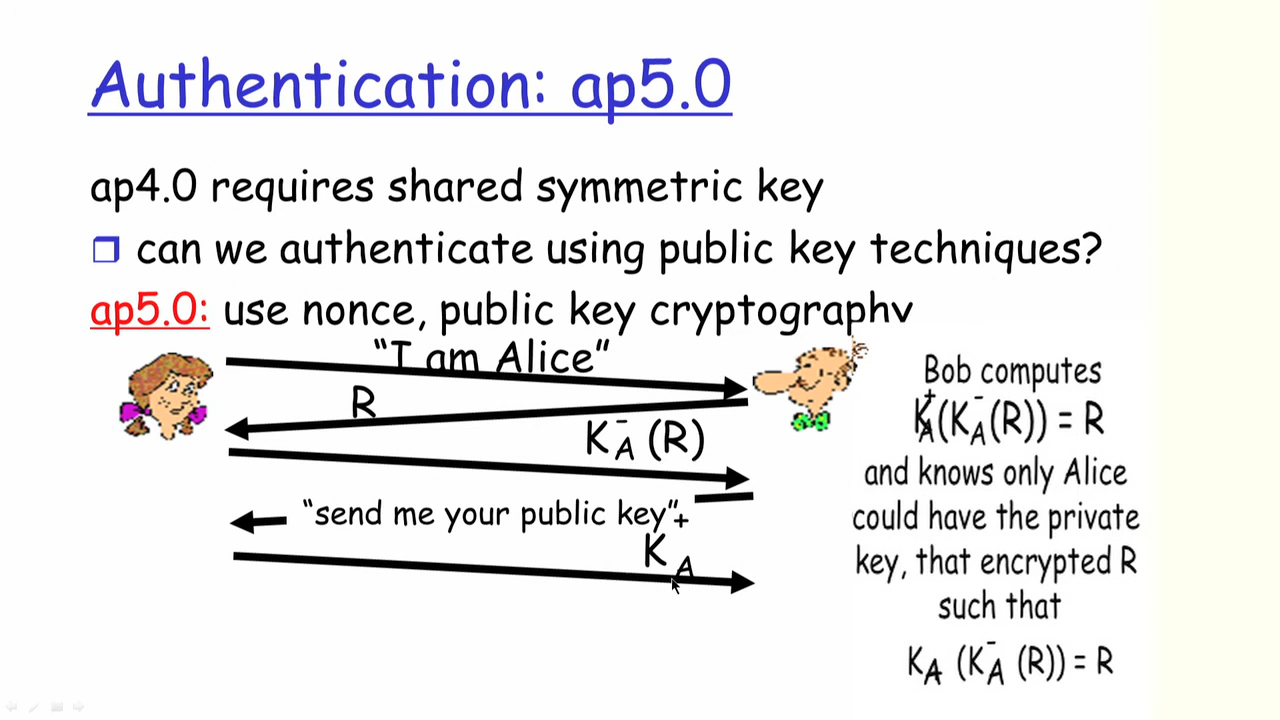 Authentication: ap5.0
ap4.0 requires shared symmetric key
can we authenticate using public key techniques?
ap5.0: use nonce, public key cryptography
“I am Alice”
R
K⁻A (R)
“send me your public key”
K⁺A
Bob computes
K⁺A(K⁻A(R)) = R
and knows only Alice
could have the private
key, that encrypted R
such that
KA (K⁻A (R)) = R